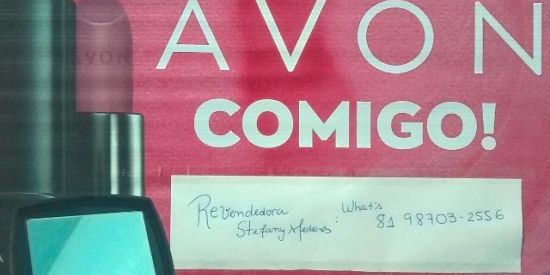 AVON
COMIGO!
Revendedora What's
Stefany Medeiros : 81 98703-2556